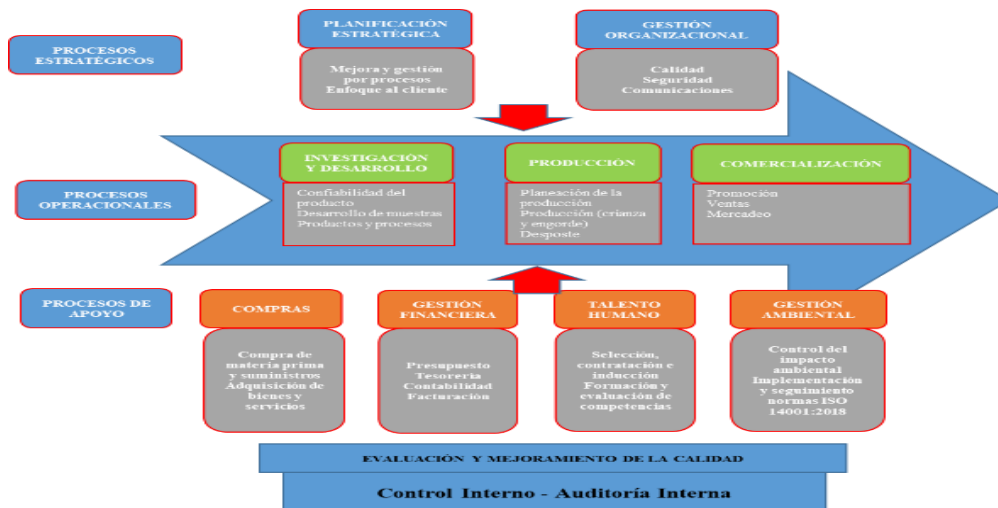 PROCESOS
ESTRATÉGICOS
PLANIFICACIÓN
ESTRATÉGICA
Mejora y gestión
por procesos
Enfoque al cliente
GESTIÓN
ORGANIZACIONAL
Calidad
Seguridad
Comunicaciones
PROCESOS
OPERACIONALES
INVESTIGACIÓN
Y DESARROLLO
Confiabilidad del
producto
Desarrollo de muestras
Productos y procesos
PRODUCCIÓN
Planeación de la
producción
Producción (crianza
y engorde)
Desposte
COMERCIALIZACIÓN
Promoción
Ventas
Mercadeo
PROCESOS DE
APOYO
COMPRAS
Compra de
materia prima
y suministros
Adquisición de
bienes y
servicios
GESTIÓN
FINANCIERA
Presupuesto
Tesorería
Contabilidad
Facturación
TALENTO
HUMANO
Selección,
contratación e
inducción
Formación y
evaluación de
competencias
GESTIÓN
AMBIENTAL
Control del
impacto
ambiental
Implementación
y seguimiento
normas ISO
14001:2018
EVALUACIÓN Y MEJORAMIENTO DE LA CALIDAD
Control Interno - Auditoría Interna